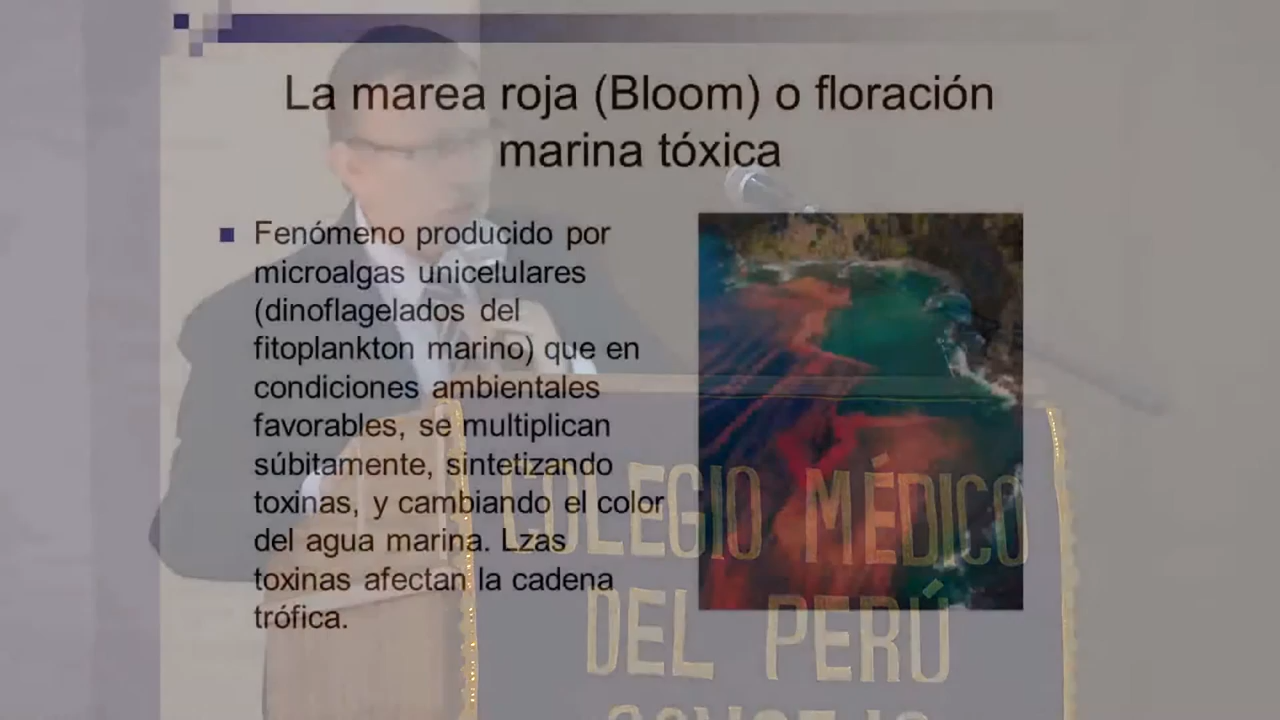 La marea roja (Bloom) o floración
marina tóxica
Fenómeno producido por
microalgas unicelulares
(dinoflagelados del
fitoplankton marino) que en
condiciones ambientales
favorables, se multiplican
súbitamente, sintetizando
toxinas, y cambiando el color
del agua marina. Lzas
toxinas afectan la cadena
trófica.
COLEGIO MÉDICO
DEL PERÚ